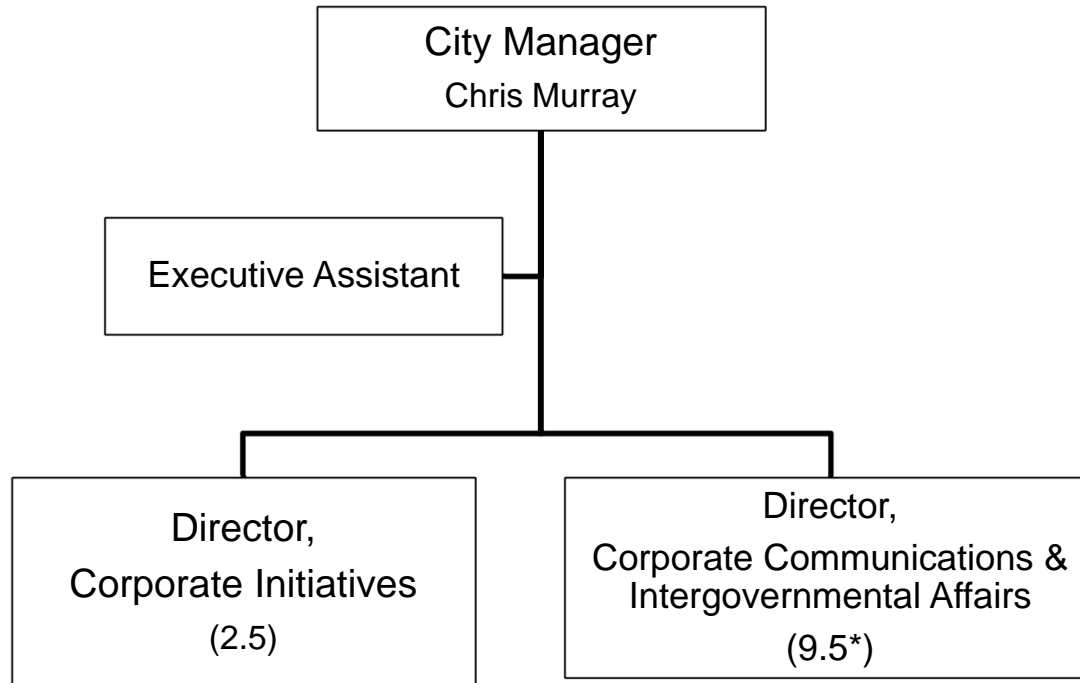 City Manager
Chris Murray
Executive Assistant
Director,
Corporate Initiatives
(2.5)
Director,
Corporate Communications &
Intergovernmental Affairs
(9.5*)